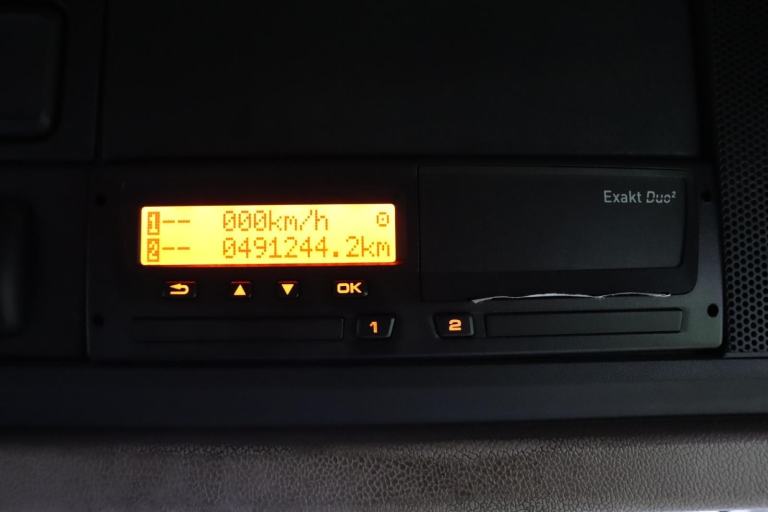 Exakt Duo²
1 -- 000km/h
2 -- 0491244.2km
OK
1 2